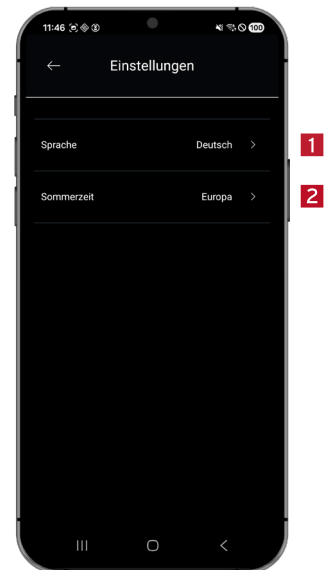 11:46 100
Einstellungen
Sprache Deutsch
1
Sommerzeit Europa
2